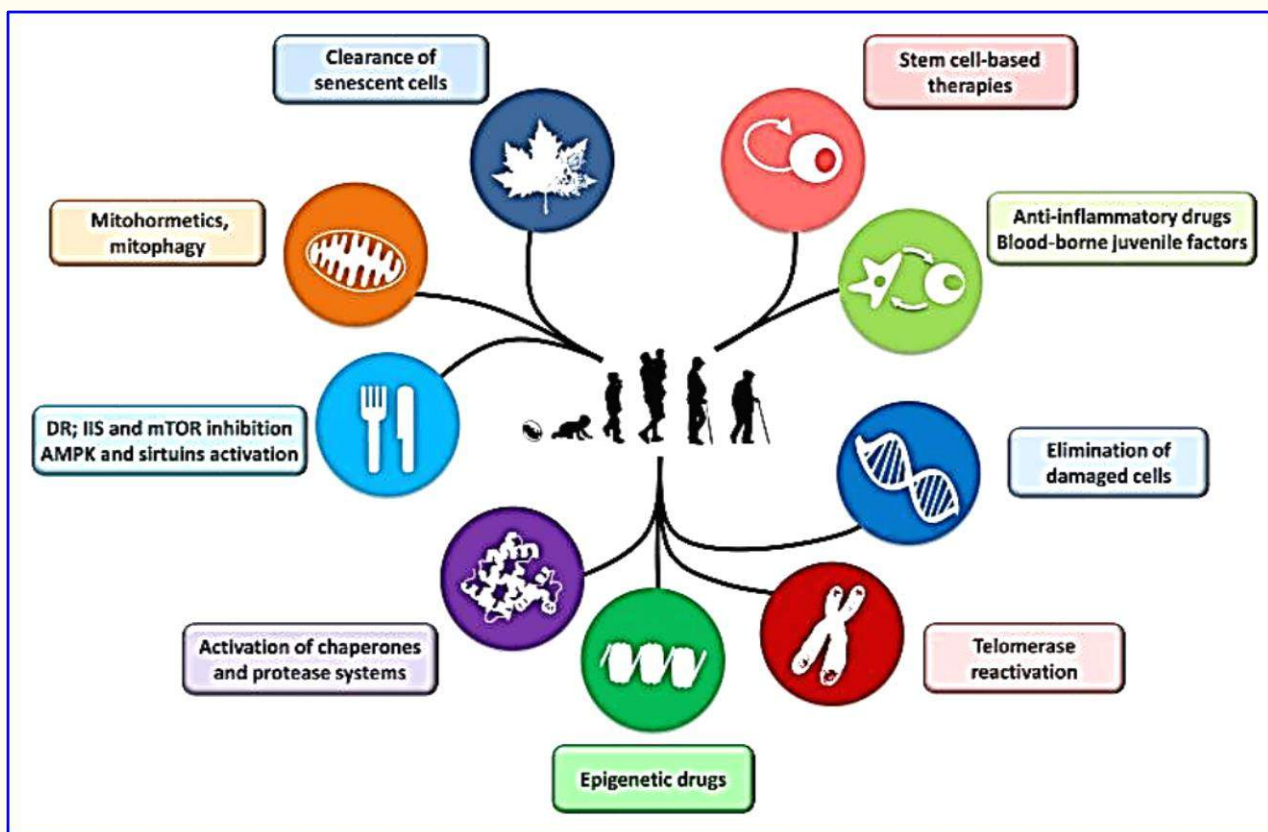 Clearance of
senescent cells
Stem cell-based
therapies
Mitohormetics,
mitophagy
Anti-inflammatory drugs
Blood-borne juvenile factors
DR; IIS and mTOR inhibition
AMPK and sirtuins activation
Elimination of
damaged cells
Activation of chaperones
and protease systems
Telomerase
reactivation
Epigenetic drugs